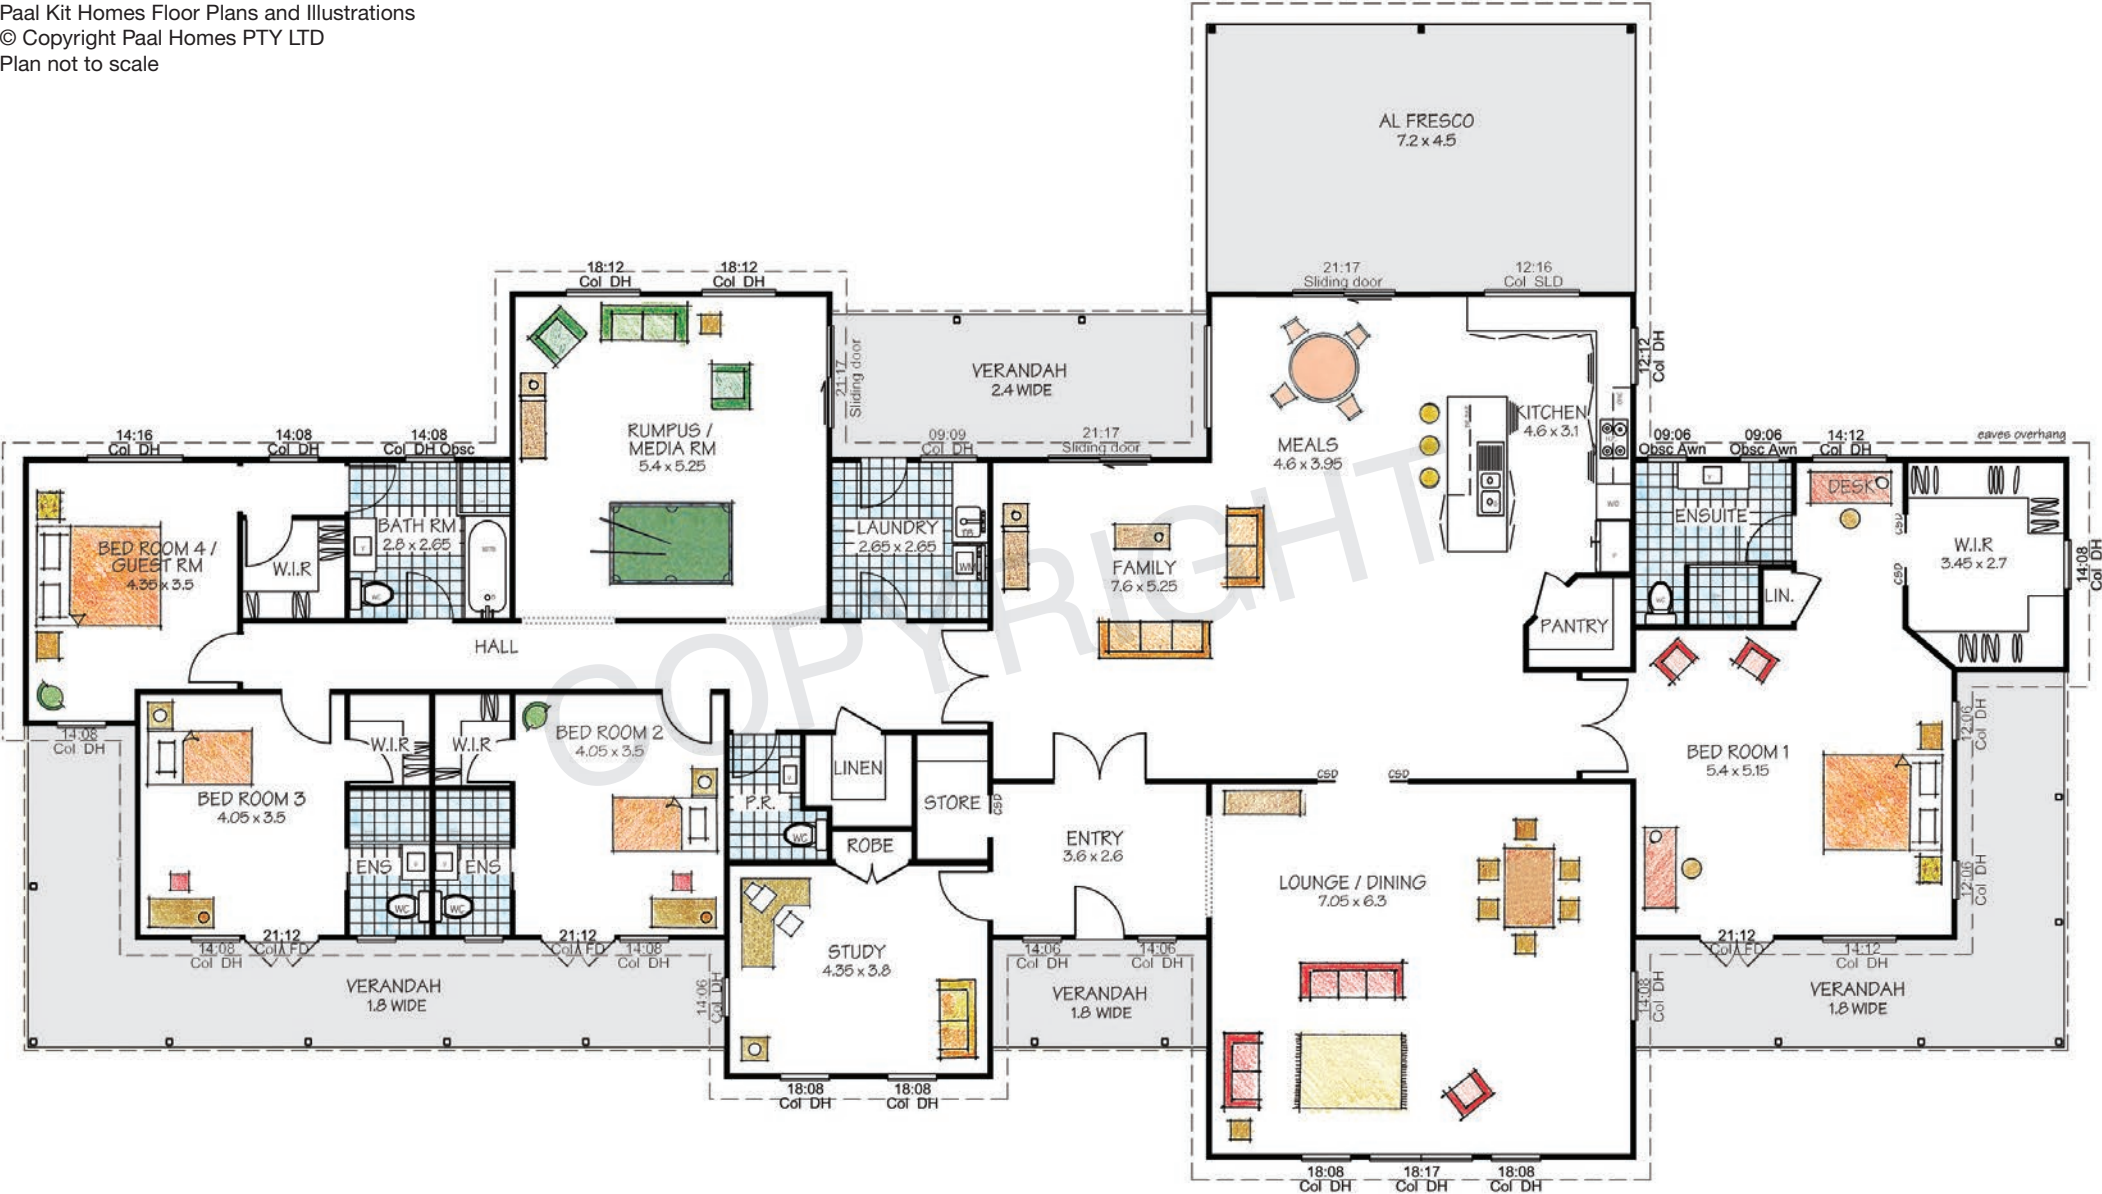 Paal Kit Homes Floor Plans and Illustrations
© Copyright Paal Homes PTY LTD
Plan not to scale
AL FRESCO
7.2 x 4.5
21:17
Sliding door
12:16
Col SLD
18:12
Col DH
18:12
Col DH
21:17
Sliding door
VERANDAH
2.4 WIDE
12:12
Col DH
RUMPUS /
MEDIA RM
5.4 x 5.25
MEALS
4.6 x 3.95
KITCHEN
4.6 x 3.1
14:16
Col DH
14:08
Col DH
14:08
Col DH Obsc
09:09
Col DH
21:17
Sliding door
09:06
Obsc Awn
09:06
Obsc Awn
14:12
Col DH
eaves overhang
BED ROOM 4 /
GUEST RM
4.35 x 3.5
W.I.R
BATH RM
2.8 x 2.65
WC
LAUNDRY
2.65 x 2.65
WM
FAMILY
7.6 x 5.25
ENSUITE
WC
DESK
CSD
CSD
LIN.
W.I.R
3.45 x 2.7
14:08
Col DH
PANTRY
HALL
COPYRIGHT
14:08
Col DH
BED ROOM 3
4.05 x 3.5
W.I.R
W.I.R
BED ROOM 2
4.05 x 3.5
ENS
ENS
WC
WC
P.R.
WC
LINEN
STORE
CSD
ROBE
ENTRY
3.6 x 2.6
CSD
CSD
BED ROOM 1
5.4 x 5.15
12:06
Col DH
12:06
Col DH
LOUNGE / DINING
7.05 x 6.3
STUDY
4.35 x 3.8
14:08
Col DH
21:12
Col FD
21:12
Col FD
14:08
Col DH
14:06
Col DH
14:06
Col DH
14:06
Col DH
21:12
Col FD
14:12
Col DH
14:08
Col DH
VERANDAH
1.8 WIDE
VERANDAH
1.8 WIDE
VERANDAH
1.8 WIDE
18:08
Col DH
18:08
Col DH
18:08
Col DH
18:17
Col DH
18:08
Col DH